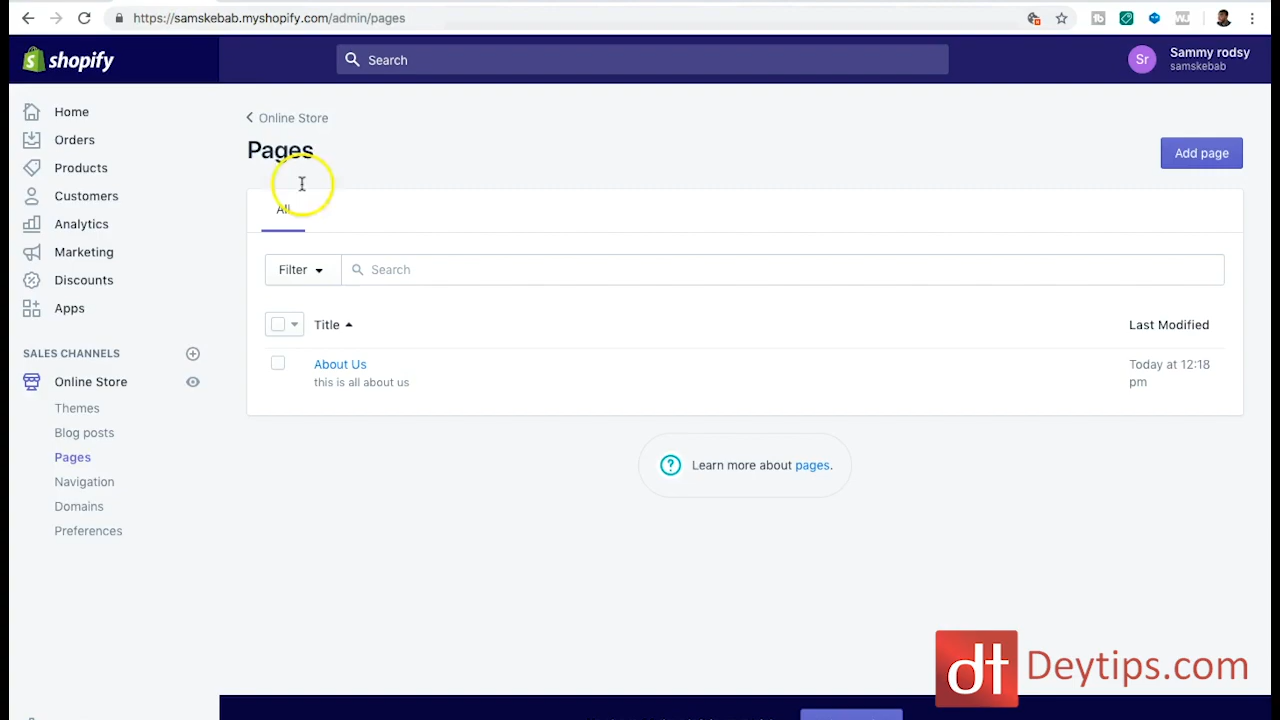 https://samskebab.myshopify.com/admin/pages
shopify
Search
Sr
Sammy rodsy
samskebab
Home
Orders
Products
Customers
Analytics
Marketing
Discounts
Apps
SALES CHANNELS
Online Store
Themes
Blog posts
Pages
Navigation
Domains
Preferences
Online Store
Pages
Add page
All
Filter
Search
Title
Last Modified
About Us
this is all about us
Today at 12:18
pm
Learn more about pages.
dt Deytips.com